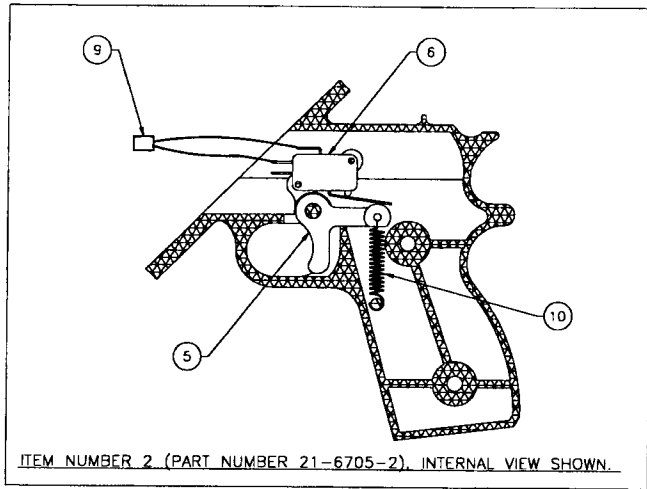 9
6
5
10
ITEM NUMBER 2 (PART NUMBER 21-6705-2), INTERNAL VIEW SHOWN.